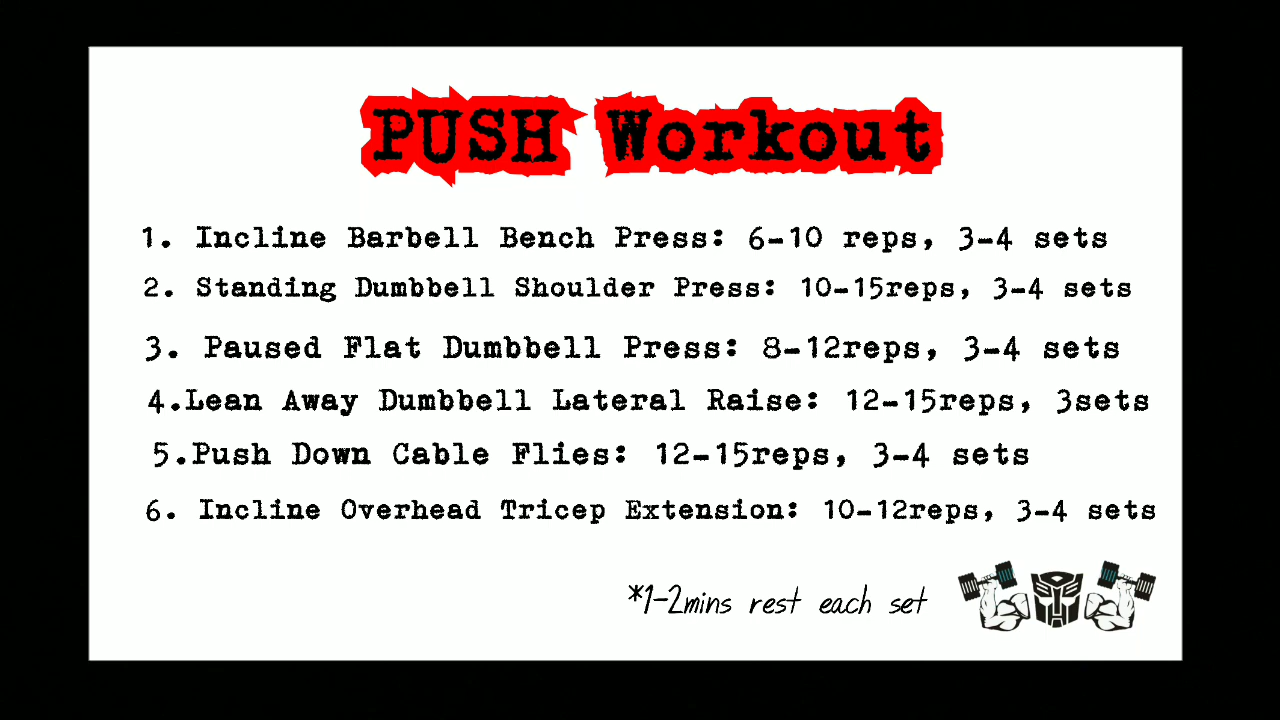 PUSH Workout
1. Incline Barbell Bench Press: 6-10 reps, 3-4 sets
2. Standing Dumbbell Shoulder Press: 10-15reps, 3-4 sets
3. Paused Flat Dumbbell Press: 8-12reps, 3-4 sets
4.Lean Away Dumbbell Lateral Raise: 12-15reps, 3sets
5.Push Down Cable Flies: 12-15reps, 3-4 sets
6. Incline Overhead Tricep Extension: 10-12reps, 3-4 sets
*1-2mins rest each set